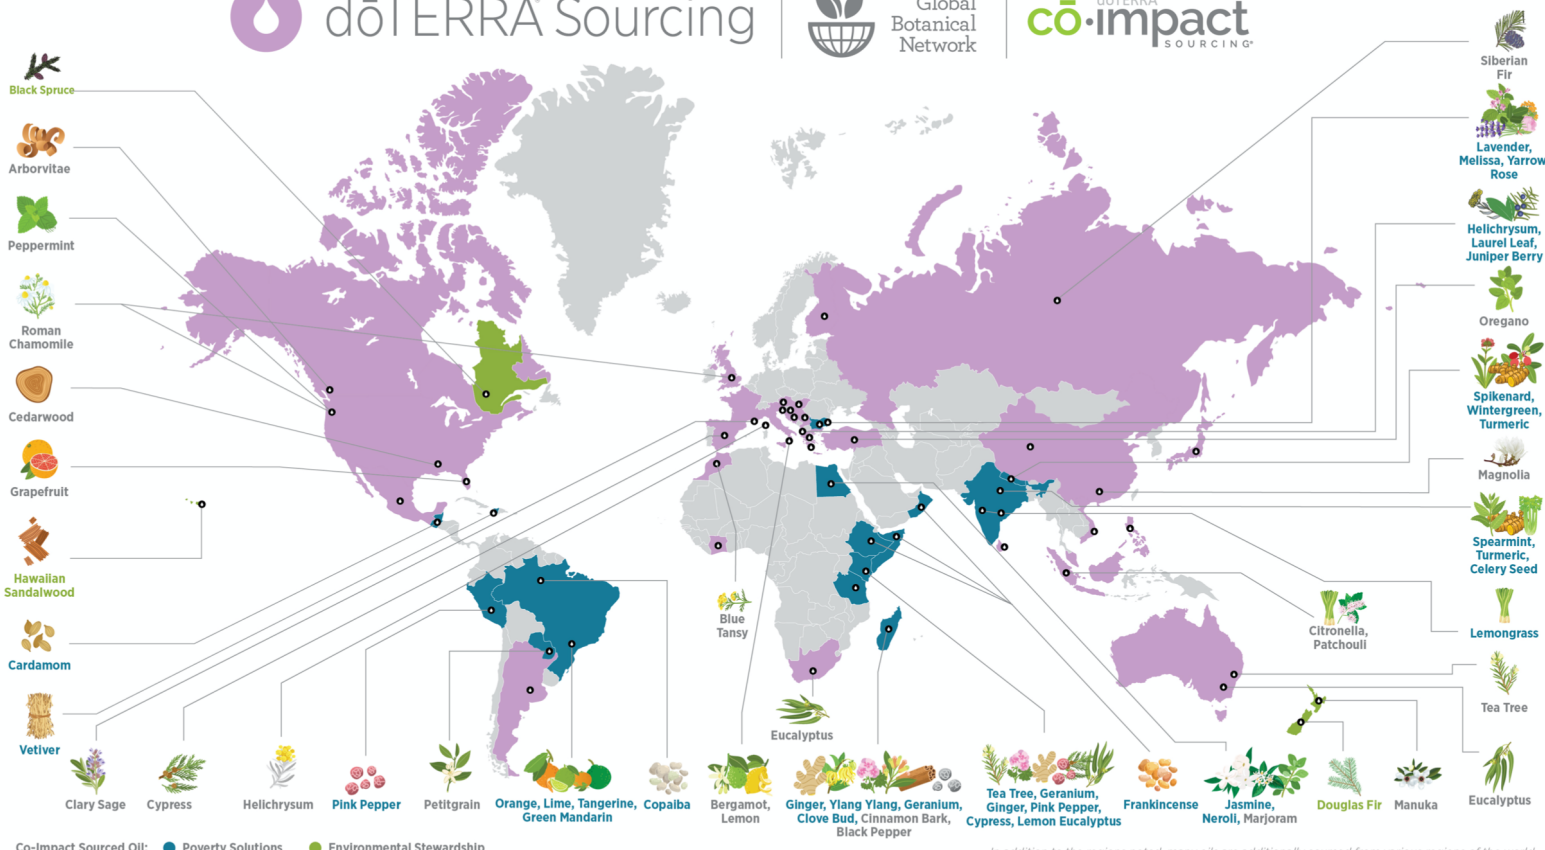 dōTERRA Sourcing
Global
Botanical
Network
dōTERRA
cō·impact
SOURCING
Black Spruce
Arborvitae
Peppermint
Roman
Chamomile
Cedarwood
Grapefruit
Hawaiian
Sandalwood
Cardamom
Vetiver
Siberian
Fir
Lavender,
Melissa, Yarrow
Rose
Helichrysum,
Laurel Leaf,
Juniper Berry
Oregano
Spikenard,
Wintergreen,
Turmeric
Magnolia
Spearmint,
Turmeric,
Celery Seed
Lemongrass
Citronella,
Patchouli
Tea Tree
Blue
Tansy
Eucalyptus
Clary Sage
Cypress
Helichrysum
Pink Pepper
Petitgrain
Orange, Lime, Tangerine,
Green Mandarin
Copaiba
Bergamot,
Lemon
Ginger, Ylang Ylang, Geranium,
Clove Bud, Cinnamon Bark,
Black Pepper
Tea Tree, Geranium,
Ginger, Pink Pepper,
Cypress, Lemon Eucalyptus
Frankincense
Jasmine,
Neroli, Marjoram
Douglas Fir
Manuka
Eucalyptus
Co-Impact Sourced Oil:
Poverty Solutions
Environmental Stewardship